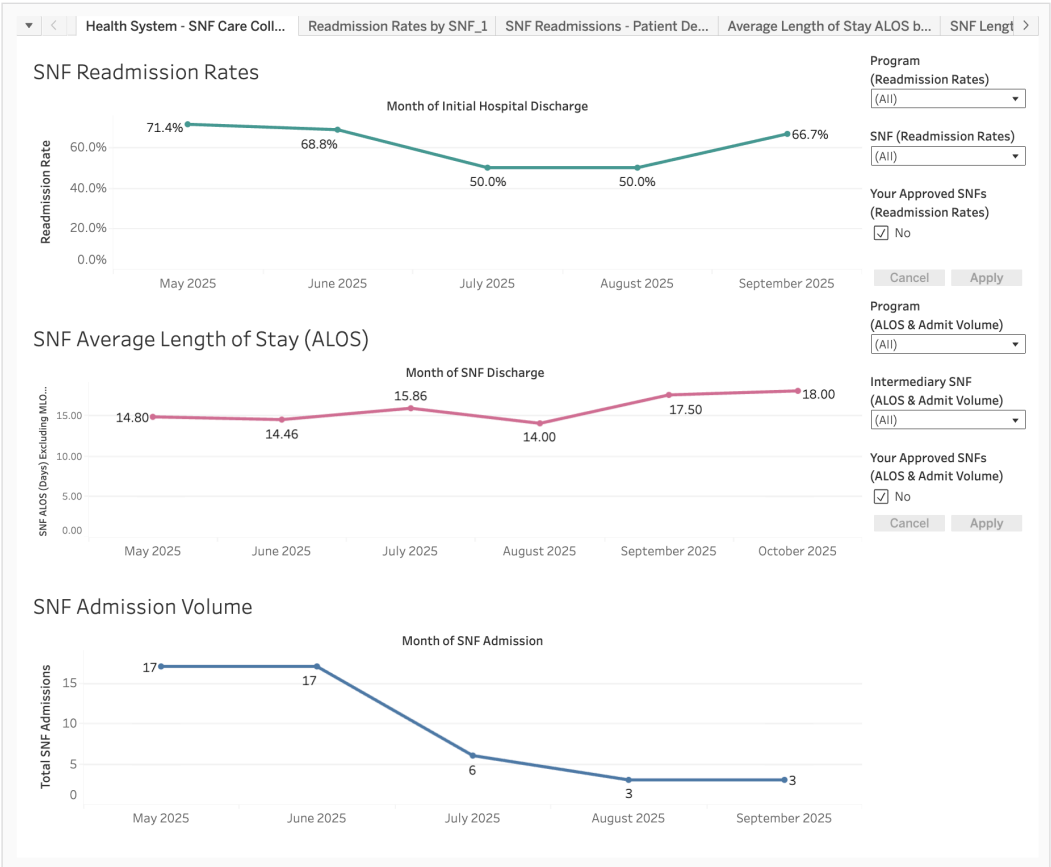 Health System - SNF Care Coll...
Readmission Rates by SNF_1
SNF Readmissions - Patient De...
Average Length of Stay ALOS b...
SNF Lengt
SNF Readmission Rates
Month of Initial Hospital Discharge
Readmission Rate
60.0%
40.0%
20.0%
0.0%
71.4%
68.8%
50.0%
50.0%
66.7%
May 2025
June 2025
July 2025
August 2025
September 2025
Program
(Readmission Rates)
(All)
SNF (Readmission Rates)
(All)
Your Approved SNFs
(Readmission Rates)
No
Cancel
Apply
SNF Average Length of Stay (ALOS)
Month of SNF Discharge
SNF ALOS (Days) Excluding MLO...
15.00
10.00
5.00
0.00
14.80
14.46
15.86
14.00
17.50
18.00
May 2025
June 2025
July 2025
August 2025
September 2025
October 2025
Program
(ALOS & Admit Volume)
(All)
Intermediary SNF
(ALOS & Admit Volume)
(All)
Your Approved SNFs
(ALOS & Admit Volume)
No
Cancel
Apply
SNF Admission Volume
Month of SNF Admission
Total SNF Admissions
15
10
5
0
17
17
6
3
3
May 2025
June 2025
July 2025
August 2025
September 2025